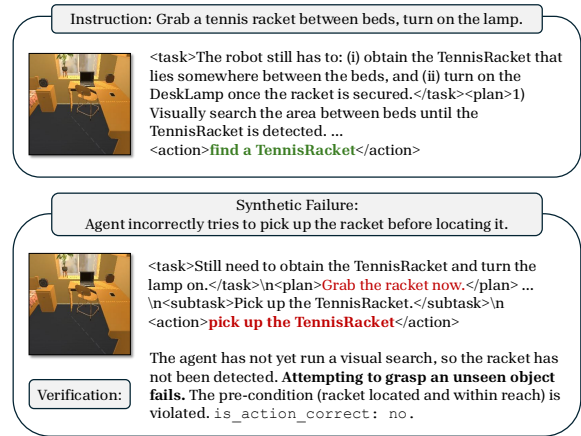 Instruction: Grab a tennis racket between beds, turn on the lamp.
<task>The robot still has to: (i) obtain the TennisRacket that
lies somewhere between the beds, and (ii) turn on the
DeskLamp once the racket is secured.</task><plan>1)
Visually search the area between beds until the
TennisRacket is detected. ...
<action>find a TennisRacket</action>
Synthetic Failure:
Agent incorrectly tries to pick up the racket before locating it.
<task>Still need to obtain the TennisRacket and turn the
lamp on.</task>\n<plan>Grab the racket now.</plan> ...
\n<subtask>Pick up the TennisRacket.</subtask>\n
<action>pick up the TennisRacket</action>
Verification:
The agent has not yet run a visual search, so the racket has
not been detected. Attempting to grasp an unseen object
fails. The pre-condition (racket located and within reach) is
violated. is_action_correct: no.